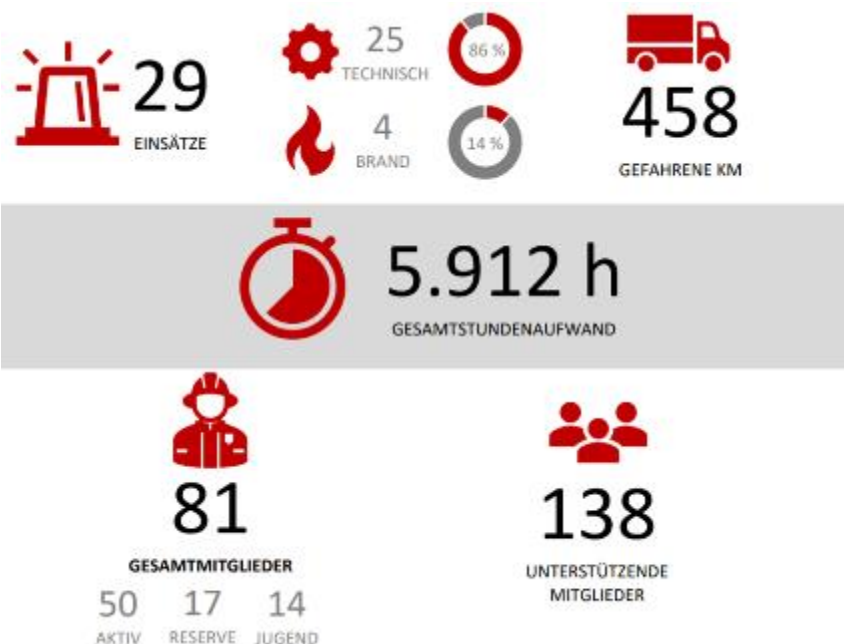 29
EINSÄTZE
25
TECHNISCH
86 %
4
BRAND
14 %
458
GEFAHRENE KM
5.912 h
GESAMTSTUNDENAUFWAND
81
GESAMTMITGLIEDER
50 17 14
AKTIV RESERVE JUGEND
138
UNTERSTÜTZENDE
MITGLIEDER